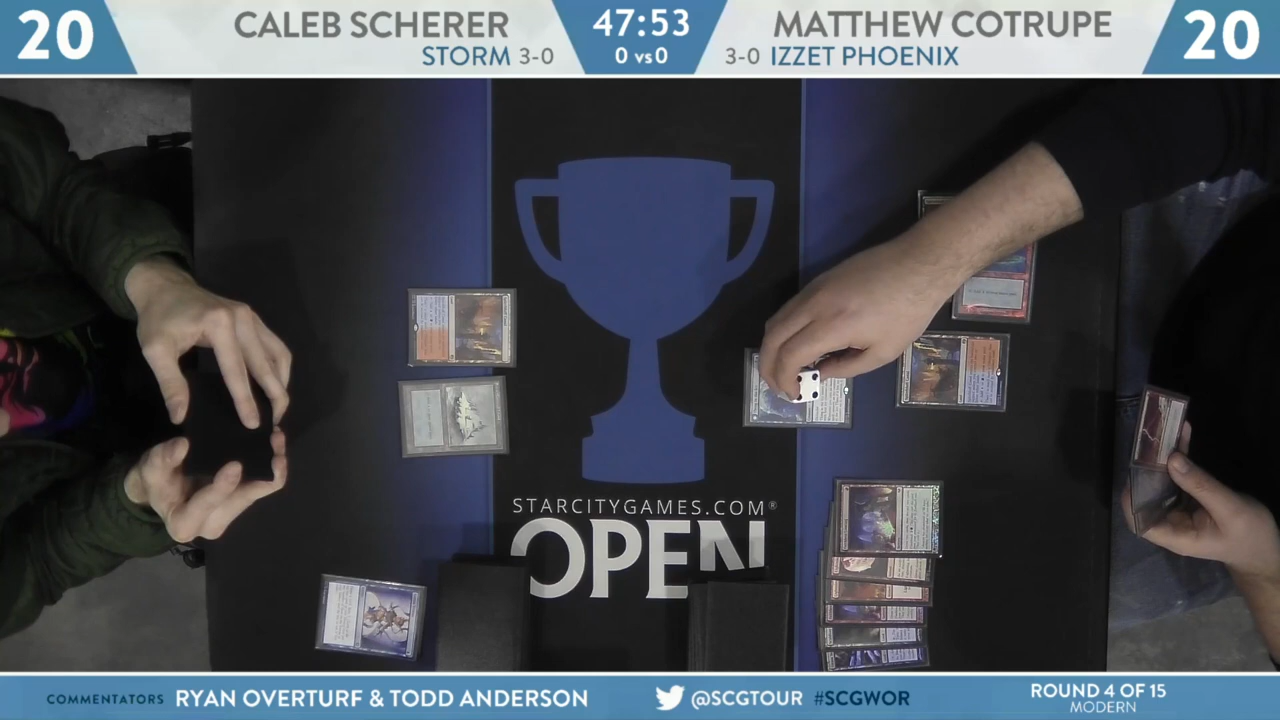 20
CALEB SCHERER
STORM 3-0
47:53
0 vs 0
MATTHEW COTRUPE
3-0 IZZET PHOENIX
20
STARCITYGAMES.COM®
OPEN
COMMENTATORS RYAN OVERTURF & TODD ANDERSON
@SCGTOUR #SCGWOR
ROUND 4 OF 15
MODERN